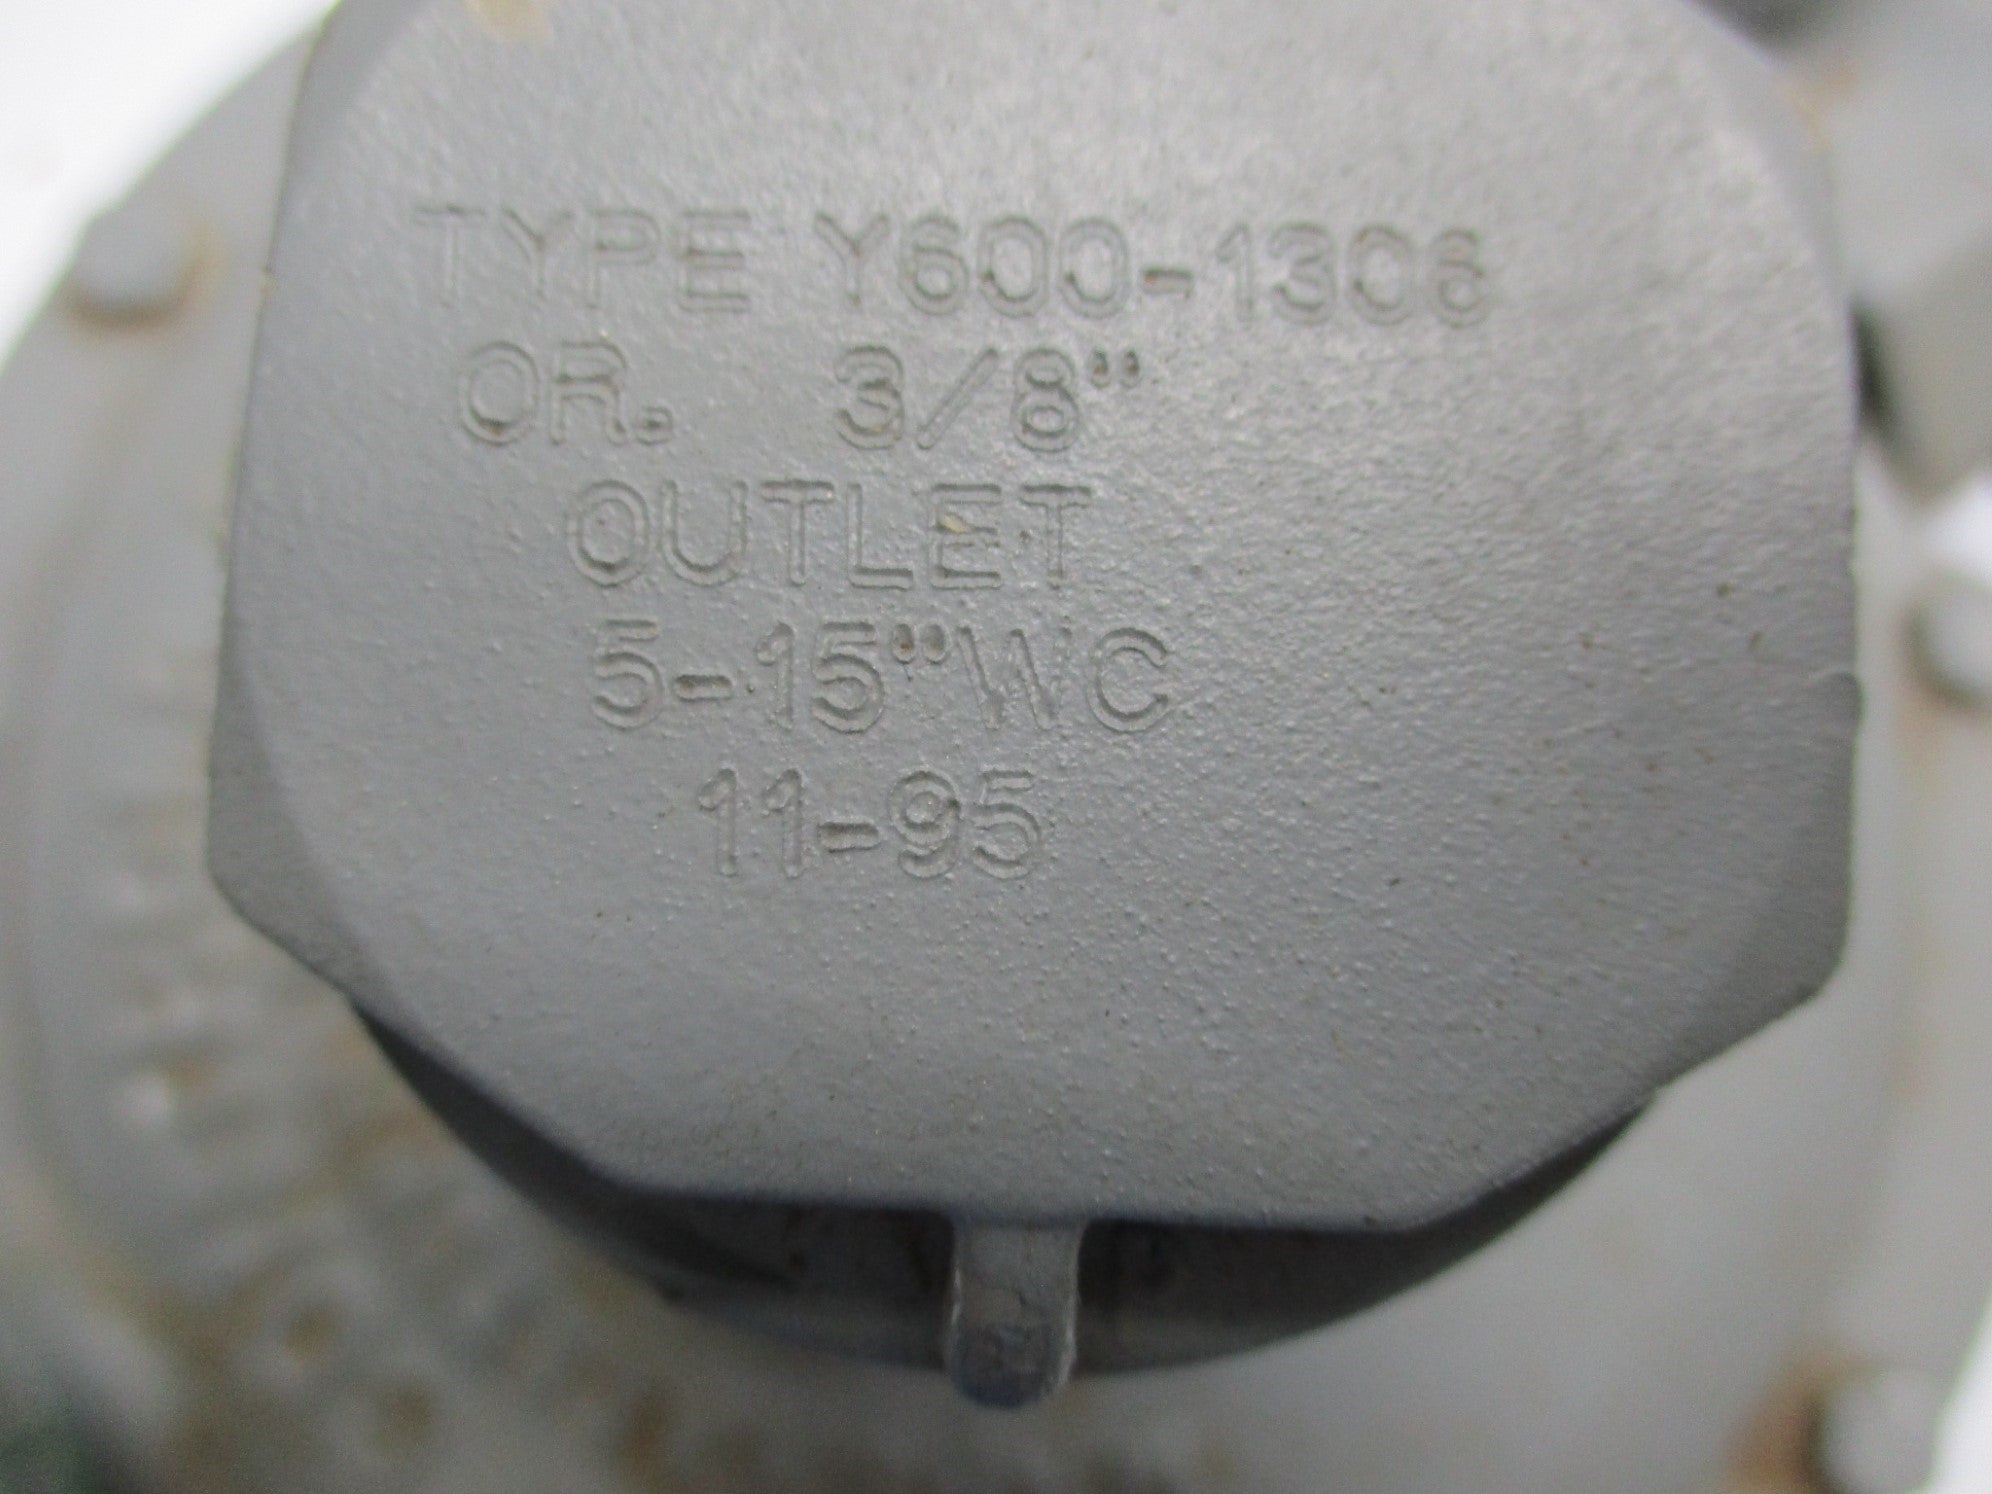 TYPE Y600-1306
OR. 3/8"
OUTLET
5-15"WC
11-95